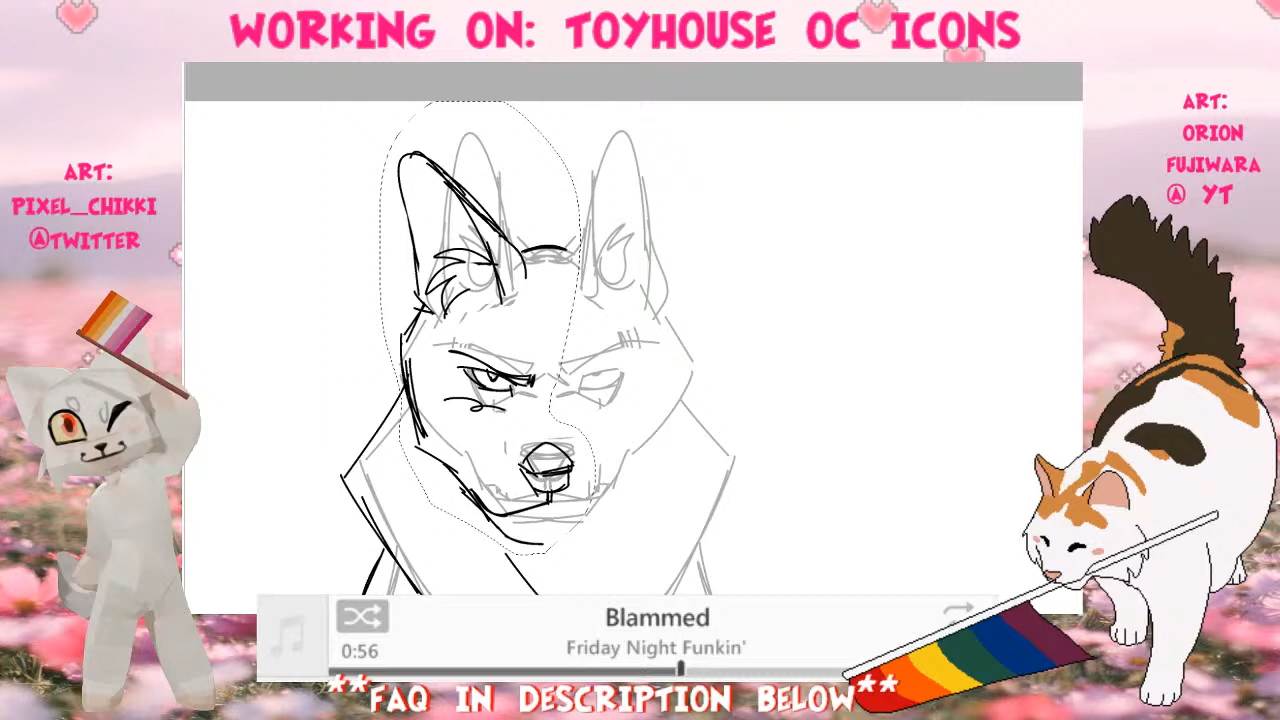 WORKING ON: TOYHOUSE OC ICONS
ART:
PIXEL_CHIKKI
@TWITTER
ART:
ORION
FUJIWARA
@ YT
Blammed
0:56
Friday Night Funkin'
**FAQ IN DESCRIPTION BELOW**